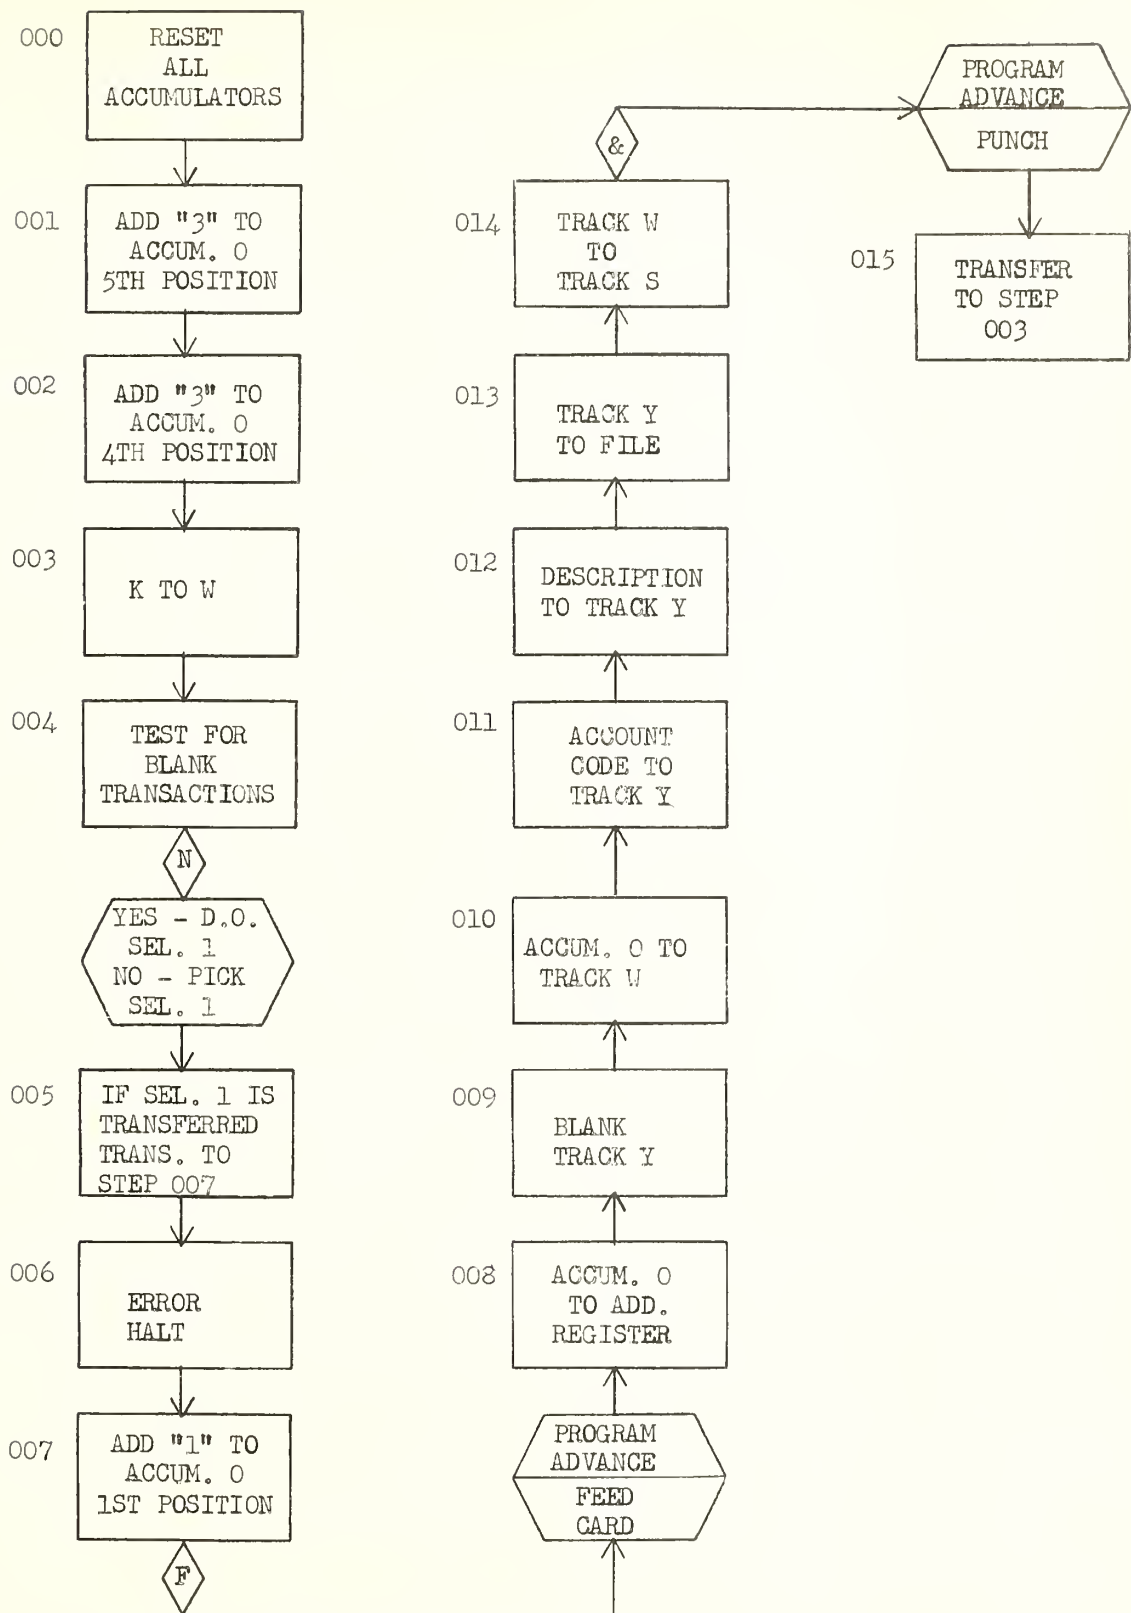 000
RESET
ALL
ACCUMULATORS
001
ADD "3" TO
ACCUM. 0
5TH POSITION
002
ADD "3" TO
ACCUM. 0
4TH POSITION
003
K TO W
004
TEST FOR
BLANK
TRANSACTIONS
N
YES - D.O.
SEL. 1
NO - PICK
SEL. 1
005
IF SEL. 1 IS
TRANSFERRED
TRANS. TO
STEP 007
006
ERROR
HALT
007
ADD "1" TO
ACCUM. 0
1ST POSITION
F
PROGRAM
ADVANCE
FEED
CARD
008
ACCUM. 0
TO ADD.
REGISTER
009
BLANK
TRACK Y
010
ACCUM. 0 TO
TRACK W
011
ACCOUNT
CODE TO
TRACK Y
012
DESCRIPTION
TO TRACK Y
013
TRACK Y
TO FILE
014
TRACK W
TO
TRACK S
&
PROGRAM
ADVANCE
PUNCH
015
TRANSFER
TO STEP
003